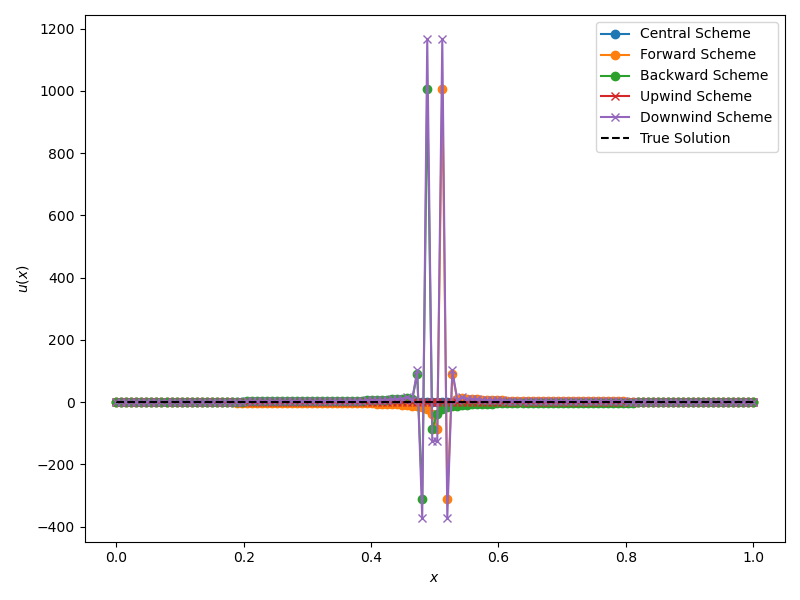 1200
1000
800
600
400
200
0
−200
−400
u(x)
0.0 0.2 0.4 0.6 0.8 1.0
x
Central Scheme
Forward Scheme
Backward Scheme
Upwind Scheme
Downwind Scheme
True Solution